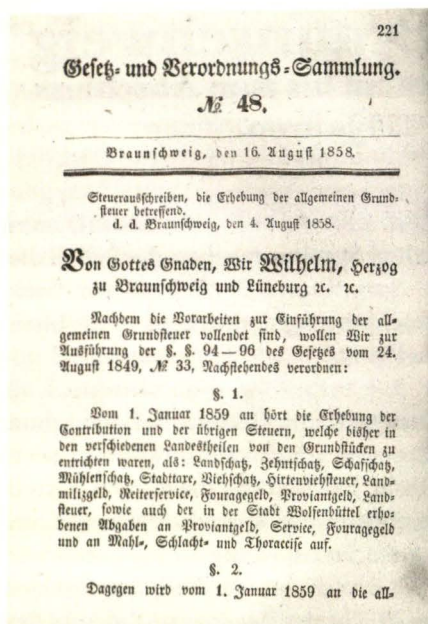 221
Gesetz- und Verordnungs-Sammlung.
№ 48.
Braunschweig, den 16. August 1858.
Steuerausschreiben, die Erhebung der allgemeinen Grund-
steuer betreffend.
d. d. Braunschweig, den 4. August 1858.
Von Gottes Gnaden, Wir Wilhelm, Herzog
zu Braunschweig und Lüneburg ꝛc. ꝛc.
Nachdem die Vorarbeiten zur Einführung der all-
gemeinen Grundsteuer vollendet sind, wollen Wir zur
Ausführung der §. §. 94—96 des Gesetzes vom 24.
August 1849, № 33, Nachstehendes verordnen:
§. 1.
Vom 1. Januar 1859 an hört die Erhebung der
Contribution und der übrigen Steuern, welche bisher in
den verschiedenen Landestheilen von den Grundstücken zu
entrichten waren, als: Landschatz, Zehntschatz, Schafschatz,
Mühlenschatz, Stadttare, Viehschatz, Hirtenviehsteuer, Land-
milizgeld, Reiterservice, Fouragegeld, Proviantgeld, Land-
steuer, sowie auch der in der Stadt Wolfenbüttel erho-
benen Abgaben an Proviantgeld, Service, Fouragegeld
und an Mahl-, Schlacht- und Thoraccise auf.
§. 2.
Dagegen wird vom 1. Januar 1859 an die all-